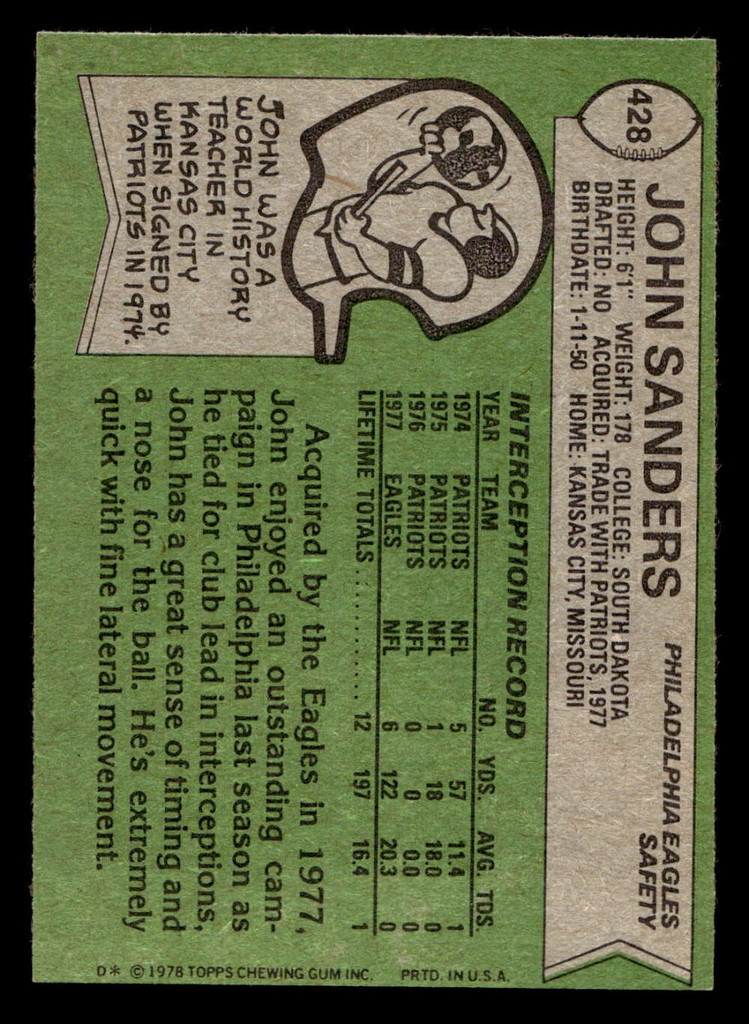 428
JOHN SANDERS
PHILADELPHIA EAGLES
SAFETY
HEIGHT: 6'1" WEIGHT: 178 COLLEGE: SOUTH DAKOTA
DRAFTED: NO ACQUIRED: TRADE WITH PATRIOTS, 1977
BIRTHDATE: 1-11-50 HOME: KANSAS CITY, MISSOURI
JOHN WAS A
WORLD HISTORY
TEACHER IN
KANSAS CITY
WHEN SIGNED BY
PATRIOTS IN 1974.
INTERCEPTION RECORD
YEAR TEAM NO. YDS. AVG. TDS.
1974 PATRIOTS NFL 5 57 11.4 1
1975 PATRIOTS NFL 1 18 18.0 0
1976 PATRIOTS NFL 0 0 0.0 0
1977 EAGLES NFL 6 122 20.3 0
LIFETIME TOTALS ........... 12 197 16.4 1
Acquired by the Eagles in 1977,
John enjoyed an outstanding cam-
paign in Philadelphia last season as
he tied for club lead in interceptions,
John has a great sense of timing and
a nose for the ball. He's extremely
quick with fine lateral movement.
D* © 1978 TOPPS CHEWING GUM INC. PRTD. IN U.S.A.